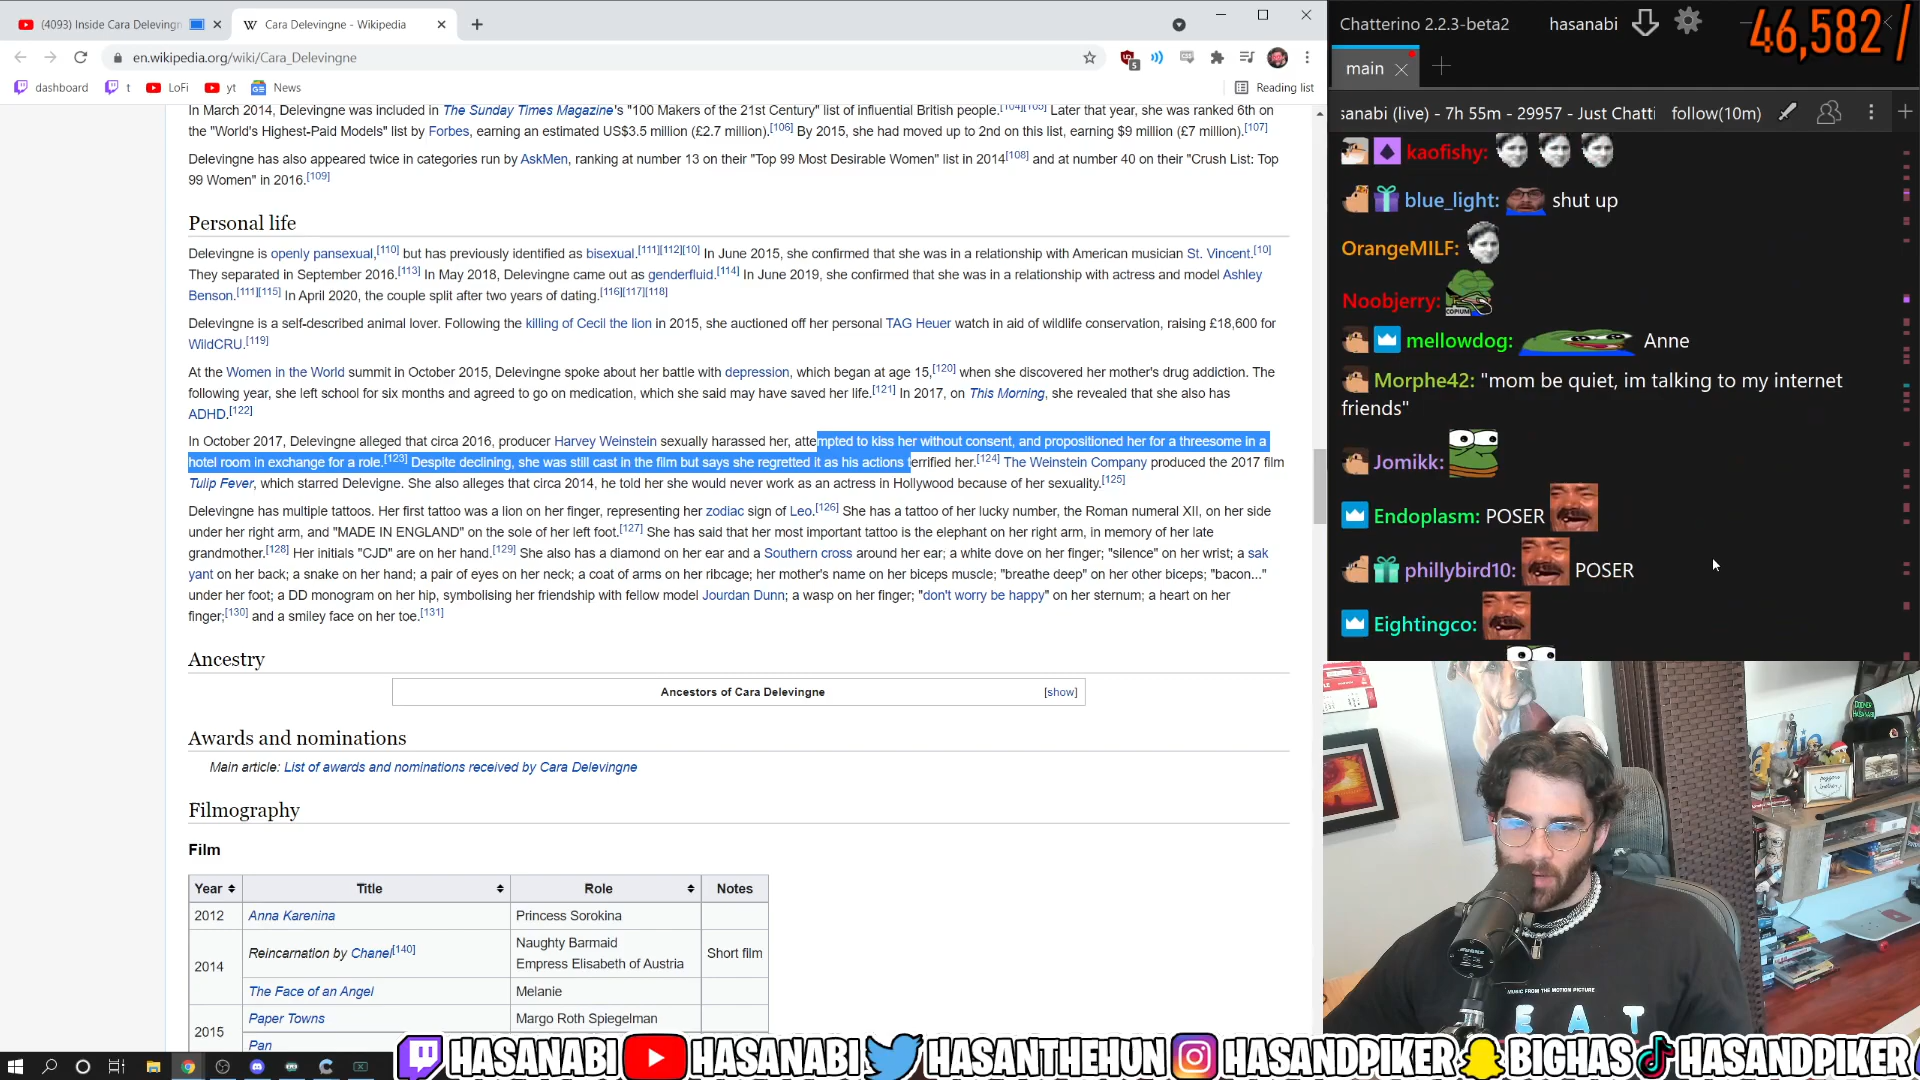 (4093) Inside Cara Delevingn
Cara Delevingne - Wikipedia
en.wikipedia.org/wiki/Cara_Delevingne
dashboard
t
LoFi
yt
News
Reading list
In March 2014, Delevingne was included in The Sunday Times Magazine's "100 Makers of the 21st Century" list of influential British people.[104][105] Later that year, she was ranked 6th on
the "World's Highest-Paid Models" list by Forbes, earning an estimated US$3.5 million (£2.7 million).[106] By 2015, she had moved up to 2nd on this list, earning $9 million (£7 million).[107]
Delevingne has also appeared twice in categories run by AskMen, ranking at number 13 on their "Top 99 Most Desirable Women" list in 2014[108] and at number 40 on their "Crush List: Top
99 Women" in 2016.[109]
Personal life
Delevingne is openly pansexual,[110] but has previously identified as bisexual.[111][112][10] In June 2015, she confirmed that she was in a relationship with American musician St. Vincent.[10]
They separated in September 2016.[113] In May 2018, Delevingne came out as genderfluid.[114] In June 2019, she confirmed that she was in a relationship with actress and model Ashley
Benson.[111][115] In April 2020, the couple split after two years of dating.[116][117][118]
Delevingne is a self-described animal lover. Following the killing of Cecil the lion in 2015, she auctioned off her personal TAG Heuer watch in aid of wildlife conservation, raising £18,600 for
WildCRU.[119]
At the Women in the World summit in October 2015, Delevingne spoke about her battle with depression, which began at age 15,[120] when she discovered her mother's drug addiction. The
following year, she left school for six months and agreed to go on medication, which she said may have saved her life.[121] In 2017, on This Morning, she revealed that she also has
ADHD.[122]
In October 2017, Delevingne alleged that circa 2016, producer Harvey Weinstein sexually harassed her, attempted to kiss her without consent, and propositioned her for a threesome in a
hotel room in exchange for a role.[123] Despite declining, she was still cast in the film but says she regretted it as his actions terrified her.[124] The Weinstein Company produced the 2017 film
Tulip Fever, which starred Delevigne. She also alleges that circa 2014, he told her she would never work as an actress in Hollywood because of her sexuality.[125]
Delevingne has multiple tattoos. Her first tattoo was a lion on her finger, representing her zodiac sign of Leo.[126] She has a tattoo of her lucky number, the Roman numeral XII, on her side
under her right arm, and "MADE IN ENGLAND" on the sole of her left foot.[127] She has said that her most important tattoo is the elephant on her right arm, in memory of her late
grandmother.[128] Her initials "CJD" are on her hand.[129] She also has a diamond on her ear and a Southern cross around her ear; a white dove on her finger; "silence" on her wrist; a sak
yant on her back; a snake on her hand; a pair of eyes on her neck; a coat of arms on her ribcage; her mother's name on her biceps muscle; "breathe deep" on her other biceps; "bacon..."
under her foot; a DD monogram on her hip, symbolising her friendship with fellow model Jourdan Dunn; a wasp on her finger; "don't worry be happy" on her sternum; a heart on her
finger;[130] and a smiley face on her toe.[131]
Ancestry
Ancestors of Cara Delevingne [show]
Awards and nominations
Main article: List of awards and nominations received by Cara Delevingne
Filmography
Film
Year Title Role Notes
2012 Anna Karenina Princess Sorokina
2014 Reincarnation by Chanel[140] Naughty Barmaid
Empress Elisabeth of Austria Short film
The Face of an Angel Melanie
2015 Paper Towns Margo Roth Spiegelman
Pan
Chatterino 2.2.3-beta2
hasanabi
46,582 /
main
sanabi (live) - 7h 55m - 29957 - Just Chatti
follow(10m)
kaofishy:
blue_light: shut up
OrangeMILF:
Noobjerry:
COPIUM
mellowdog: Anne
Morphe42: "mom be quiet, im talking to my internet
friends"
Jomikk:
Endoplasm: POSER
phillybird10: POSER
Eightingco:
MUSIC FROM THE MOTION PICTURE
EAT
HASANABI HASANABI HASANTHEHUN HASANDPIKER BIGHAS HASANDPIKER